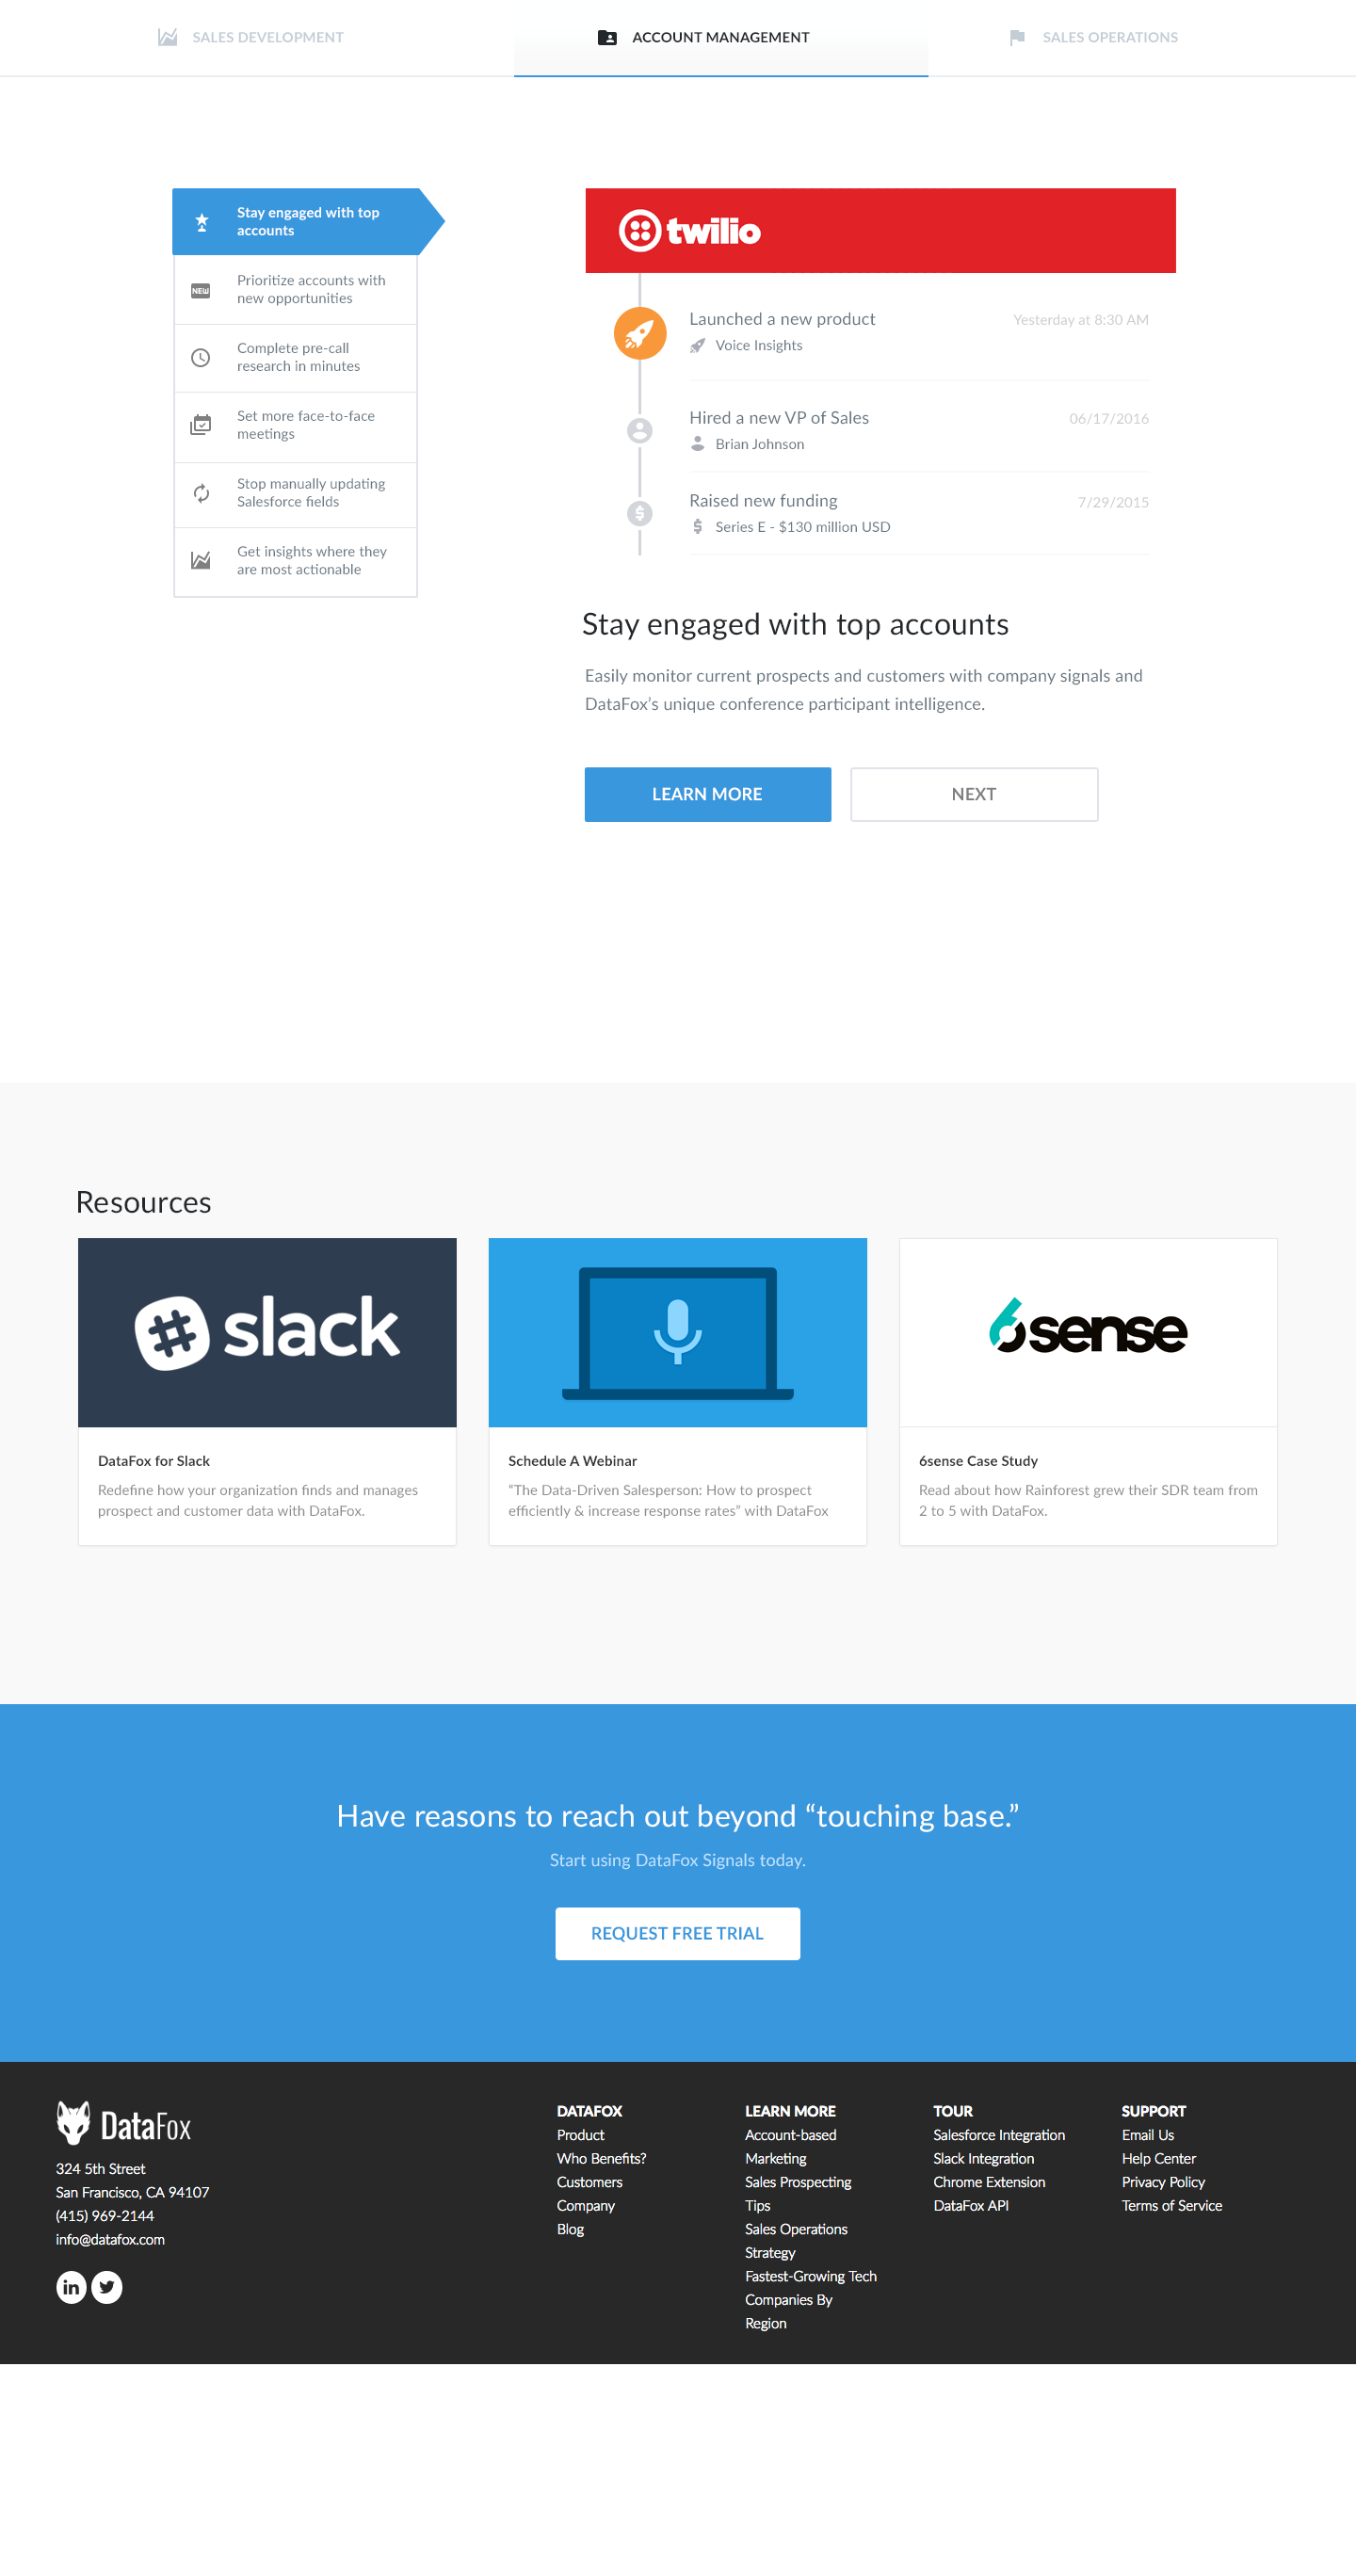 SALES DEVELOPMENT
ACCOUNT MANAGEMENT
SALES OPERATIONS
Stay engaged with top
accounts
NEW
Prioritize accounts with
new opportunities
Complete pre-call
research in minutes
Set more face-to-face
meetings
Stop manually updating
Salesforce fields
Get insights where they
are most actionable
twilio
Launched a new product
Yesterday at 8:30 AM
Voice Insights
Hired a new VP of Sales
06/17/2016
Brian Johnson
Raised new funding
7/29/2015
$ Series E - $130 million USD
Stay engaged with top accounts
Easily monitor current prospects and customers with company signals and
DataFox’s unique conference participant intelligence.
LEARN MORE
NEXT
Resources
slack
DataFox for Slack
Redefine how your organization finds and manages
prospect and customer data with DataFox.
Schedule A Webinar
“The Data-Driven Salesperson: How to prospect
efficiently & increase response rates” with DataFox
6sense
6sense Case Study
Read about how Rainforest grew their SDR team from
2 to 5 with DataFox.
Have reasons to reach out beyond “touching base.”
Start using DataFox Signals today.
REQUEST FREE TRIAL
DataFox
324 5th Street
San Francisco, CA 94107
(415) 969-2144
info@datafox.com
in
DATAFOX
Product
Who Benefits?
Customers
Company
Blog
LEARN MORE
Account-based
Marketing
Sales Prospecting
Tips
Sales Operations
Strategy
Fastest-Growing Tech
Companies By
Region
TOUR
Salesforce Integration
Slack Integration
Chrome Extension
DataFox API
SUPPORT
Email Us
Help Center
Privacy Policy
Terms of Service